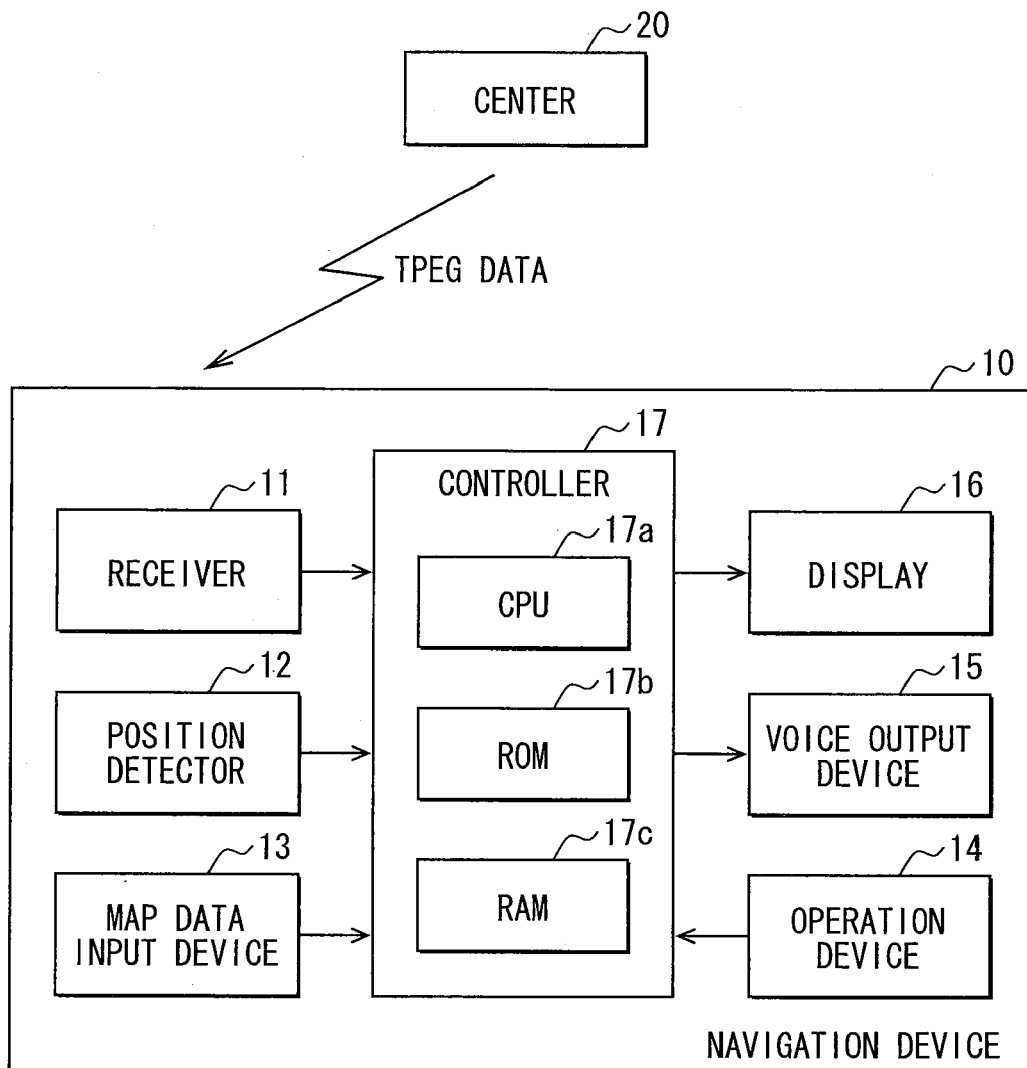 20
CENTER
TPEG DATA
10
17
CONTROLLER
11
RECEIVER
17a
CPU
16
DISPLAY
12
POSITION
DETECTOR
17b
ROM
15
VOICE OUTPUT
DEVICE
13
MAP DATA
INPUT DEVICE
17c
RAM
14
OPERATION
DEVICE
NAVIGATION DEVICE